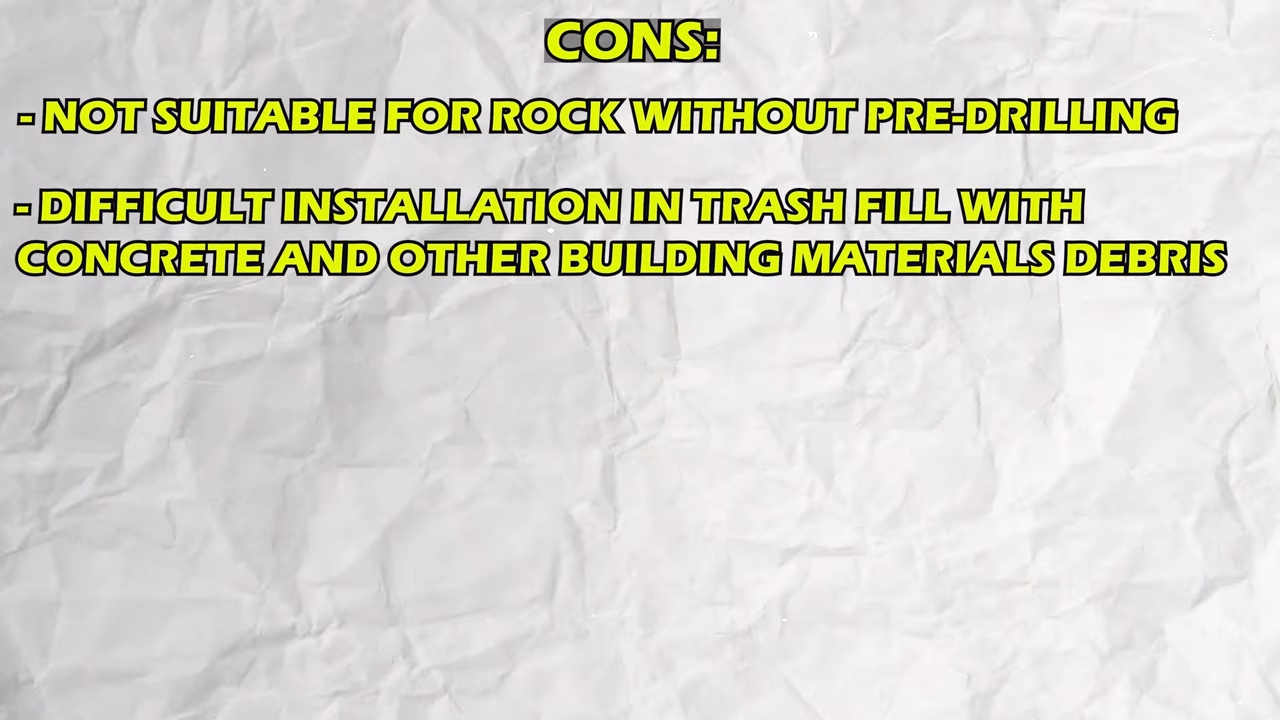 CONS:
- NOT SUITABLE FOR ROCK WITHOUT PRE-DRILLING
- DIFFICULT INSTALLATION IN TRASH FILL WITH
CONCRETE AND OTHER BUILDING MATERIALS DEBRIS